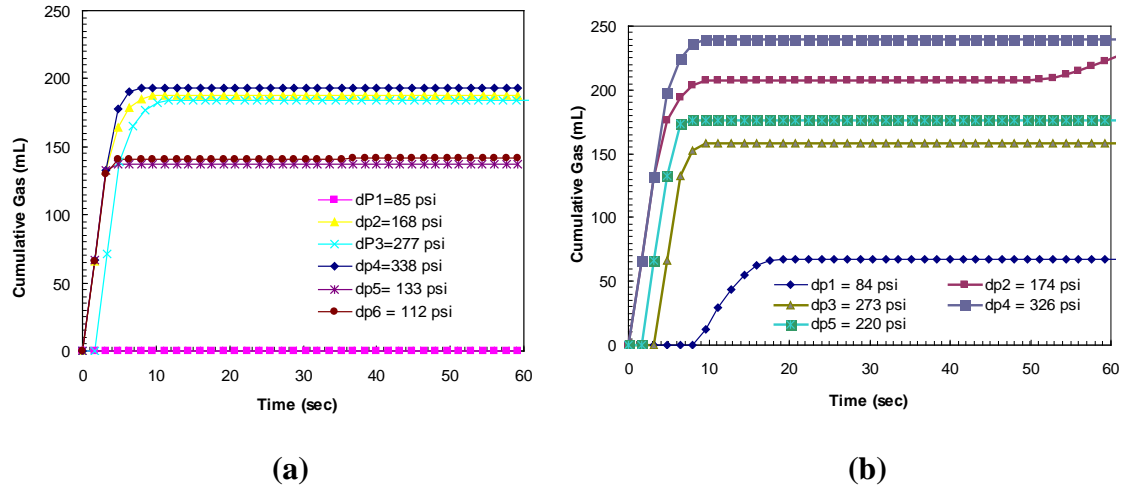 250
200
150
100
50
0
Cumulative Gas (mL)
dP1=85 psi
dp2=168 psi
dP3=277 psi
dp4=338 psi
dp5= 133 psi
dp6 = 112 psi
0 10 20 30 40 50 60
Time (sec)
(a)
250
200
150
100
50
0
Cumulative Gas (mL)
dp1 = 84 psi dp2 = 174 psi
dp3 = 273 psi dp4 = 326 psi
dp5 = 220 psi
0 10 20 30 40 50 60
Time (sec)
(b)